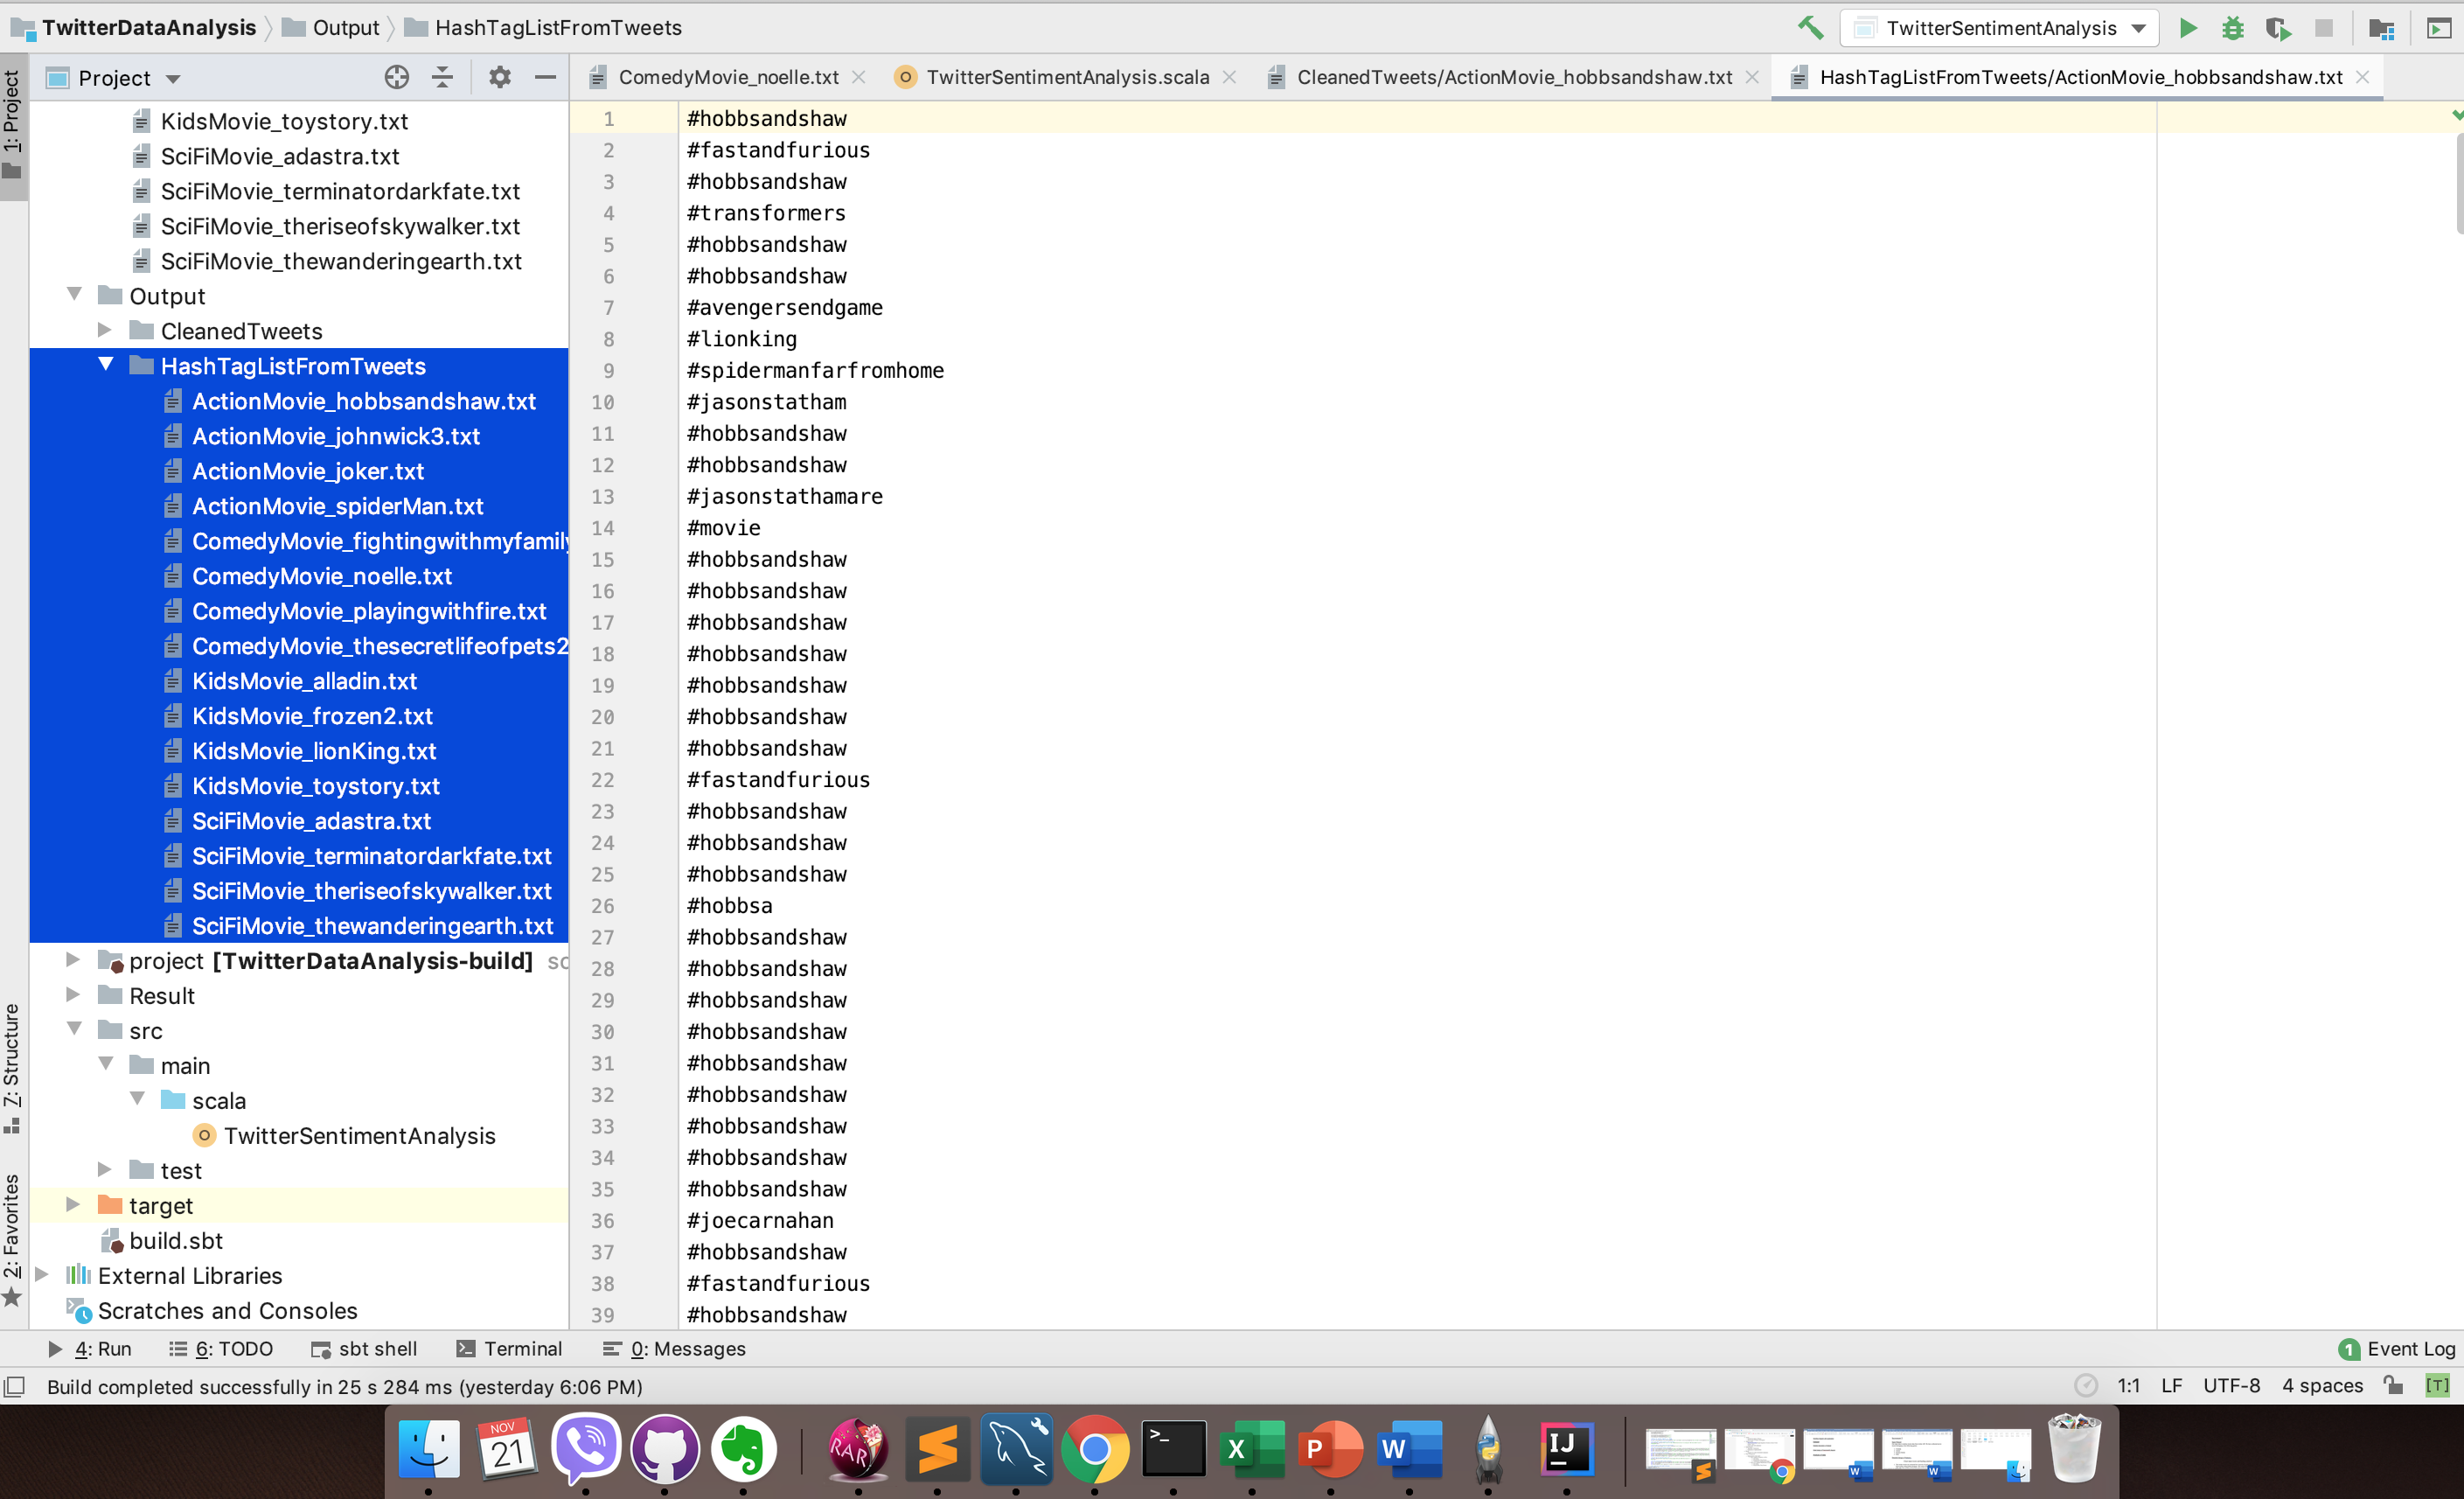 TwitterDataAnalysis Output HashTagListFromTweets
TwitterSentimentAnalysis
Project
ComedyMovie_noelle.txt
TwitterSentimentAnalysis.scala
CleanedTweets/ActionMovie_hobbsandshaw.txt
HashTagListFromTweets/ActionMovie_hobbsandshaw.txt
1: Project
7: Structure
2: Favorites
KidsMovie_toystory.txt
SciFiMovie_adastra.txt
SciFiMovie_terminatordarkfate.txt
SciFiMovie_theriseofskywalker.txt
SciFiMovie_thewanderingearth.txt
Output
CleanedTweets
HashTagListFromTweets
ActionMovie_hobbsandshaw.txt
ActionMovie_johnwick3.txt
ActionMovie_joker.txt
ActionMovie_spiderMan.txt
ComedyMovie_fightingwithmyfamily
ComedyMovie_noelle.txt
ComedyMovie_playingwithfire.txt
ComedyMovie_thesecretlifeofpets2
KidsMovie_alladin.txt
KidsMovie_frozen2.txt
KidsMovie_lionKing.txt
KidsMovie_toystory.txt
SciFiMovie_adastra.txt
SciFiMovie_terminatordarkfate.txt
SciFiMovie_theriseofskywalker.txt
SciFiMovie_thewanderingearth.txt
project [TwitterDataAnalysis-build] sc
Result
src
main
scala
TwitterSentimentAnalysis
test
target
build.sbt
External Libraries
Scratches and Consoles
1 #hobbsandshaw
2 #fastandfurious
3 #hobbsandshaw
4 #transformers
5 #hobbsandshaw
6 #hobbsandshaw
7 #avengersendgame
8 #lionking
9 #spidermanfarfromhome
10 #jasonstatham
11 #hobbsandshaw
12 #hobbsandshaw
13 #jasonstathamare
14 #movie
15 #hobbsandshaw
16 #hobbsandshaw
17 #hobbsandshaw
18 #hobbsandshaw
19 #hobbsandshaw
20 #hobbsandshaw
21 #hobbsandshaw
22 #fastandfurious
23 #hobbsandshaw
24 #hobbsandshaw
25 #hobbsandshaw
26 #hobbsa
27 #hobbsandshaw
28 #hobbsandshaw
29 #hobbsandshaw
30 #hobbsandshaw
31 #hobbsandshaw
32 #hobbsandshaw
33 #hobbsandshaw
34 #hobbsandshaw
35 #hobbsandshaw
36 #joecarnahan
37 #hobbsandshaw
38 #fastandfurious
39 #hobbsandshaw
4: Run 6: TODO sbt shell Terminal 0: Messages 1 Event Log
Build completed successfully in 25 s 284 ms (yesterday 6:06 PM) 1:1 LF UTF-8 4 spaces [T]
NOV
21
RAR
>_
X
P
W
IJ